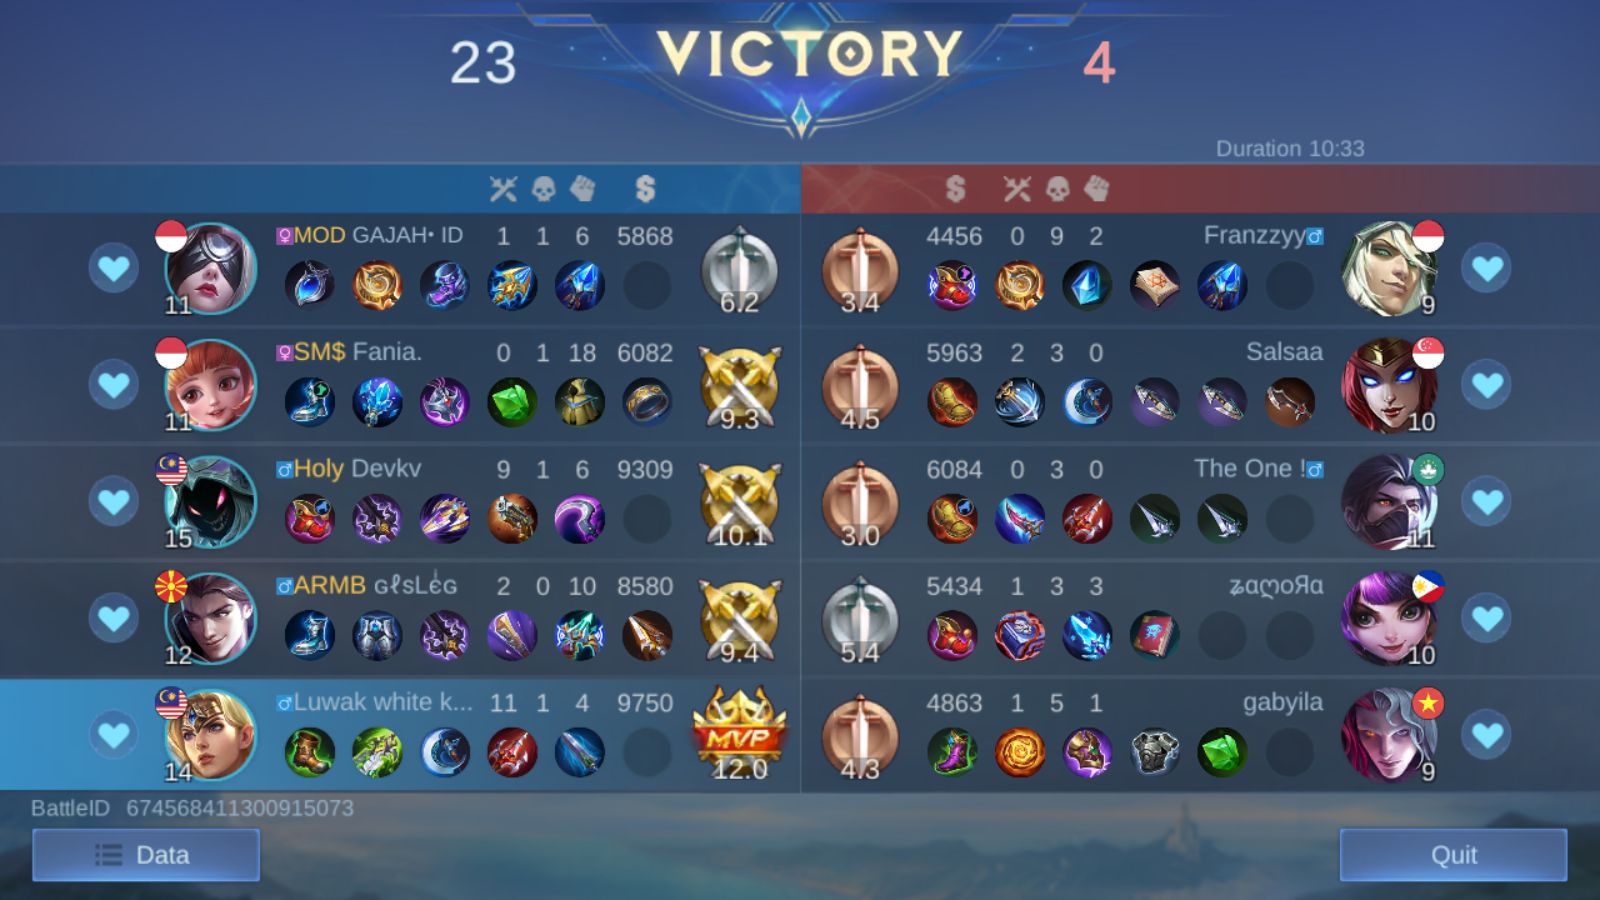 23 VICTORY 4
Duration 10:33
MOD GAJAH• ID 1 1 6 5868 6.2 11
3.4 4456 0 9 2 Franzzyy 9
SM$ Fania. 0 1 18 6082 9.3 11
4.5 5963 2 3 0 Salsaa 10
Holy Devkv 9 1 6 9309 10.1 15
3.0 6084 0 3 0 The One ! 11
ARMB 2 0 10 8580 9.4 12
5.4 5434 1 3 3 10
Luwak white k... 11 1 4 9750 MVP 12.0 14
4.3 4863 1 5 1 gabyila 9
BattleID 674568411300915073
Data
Quit